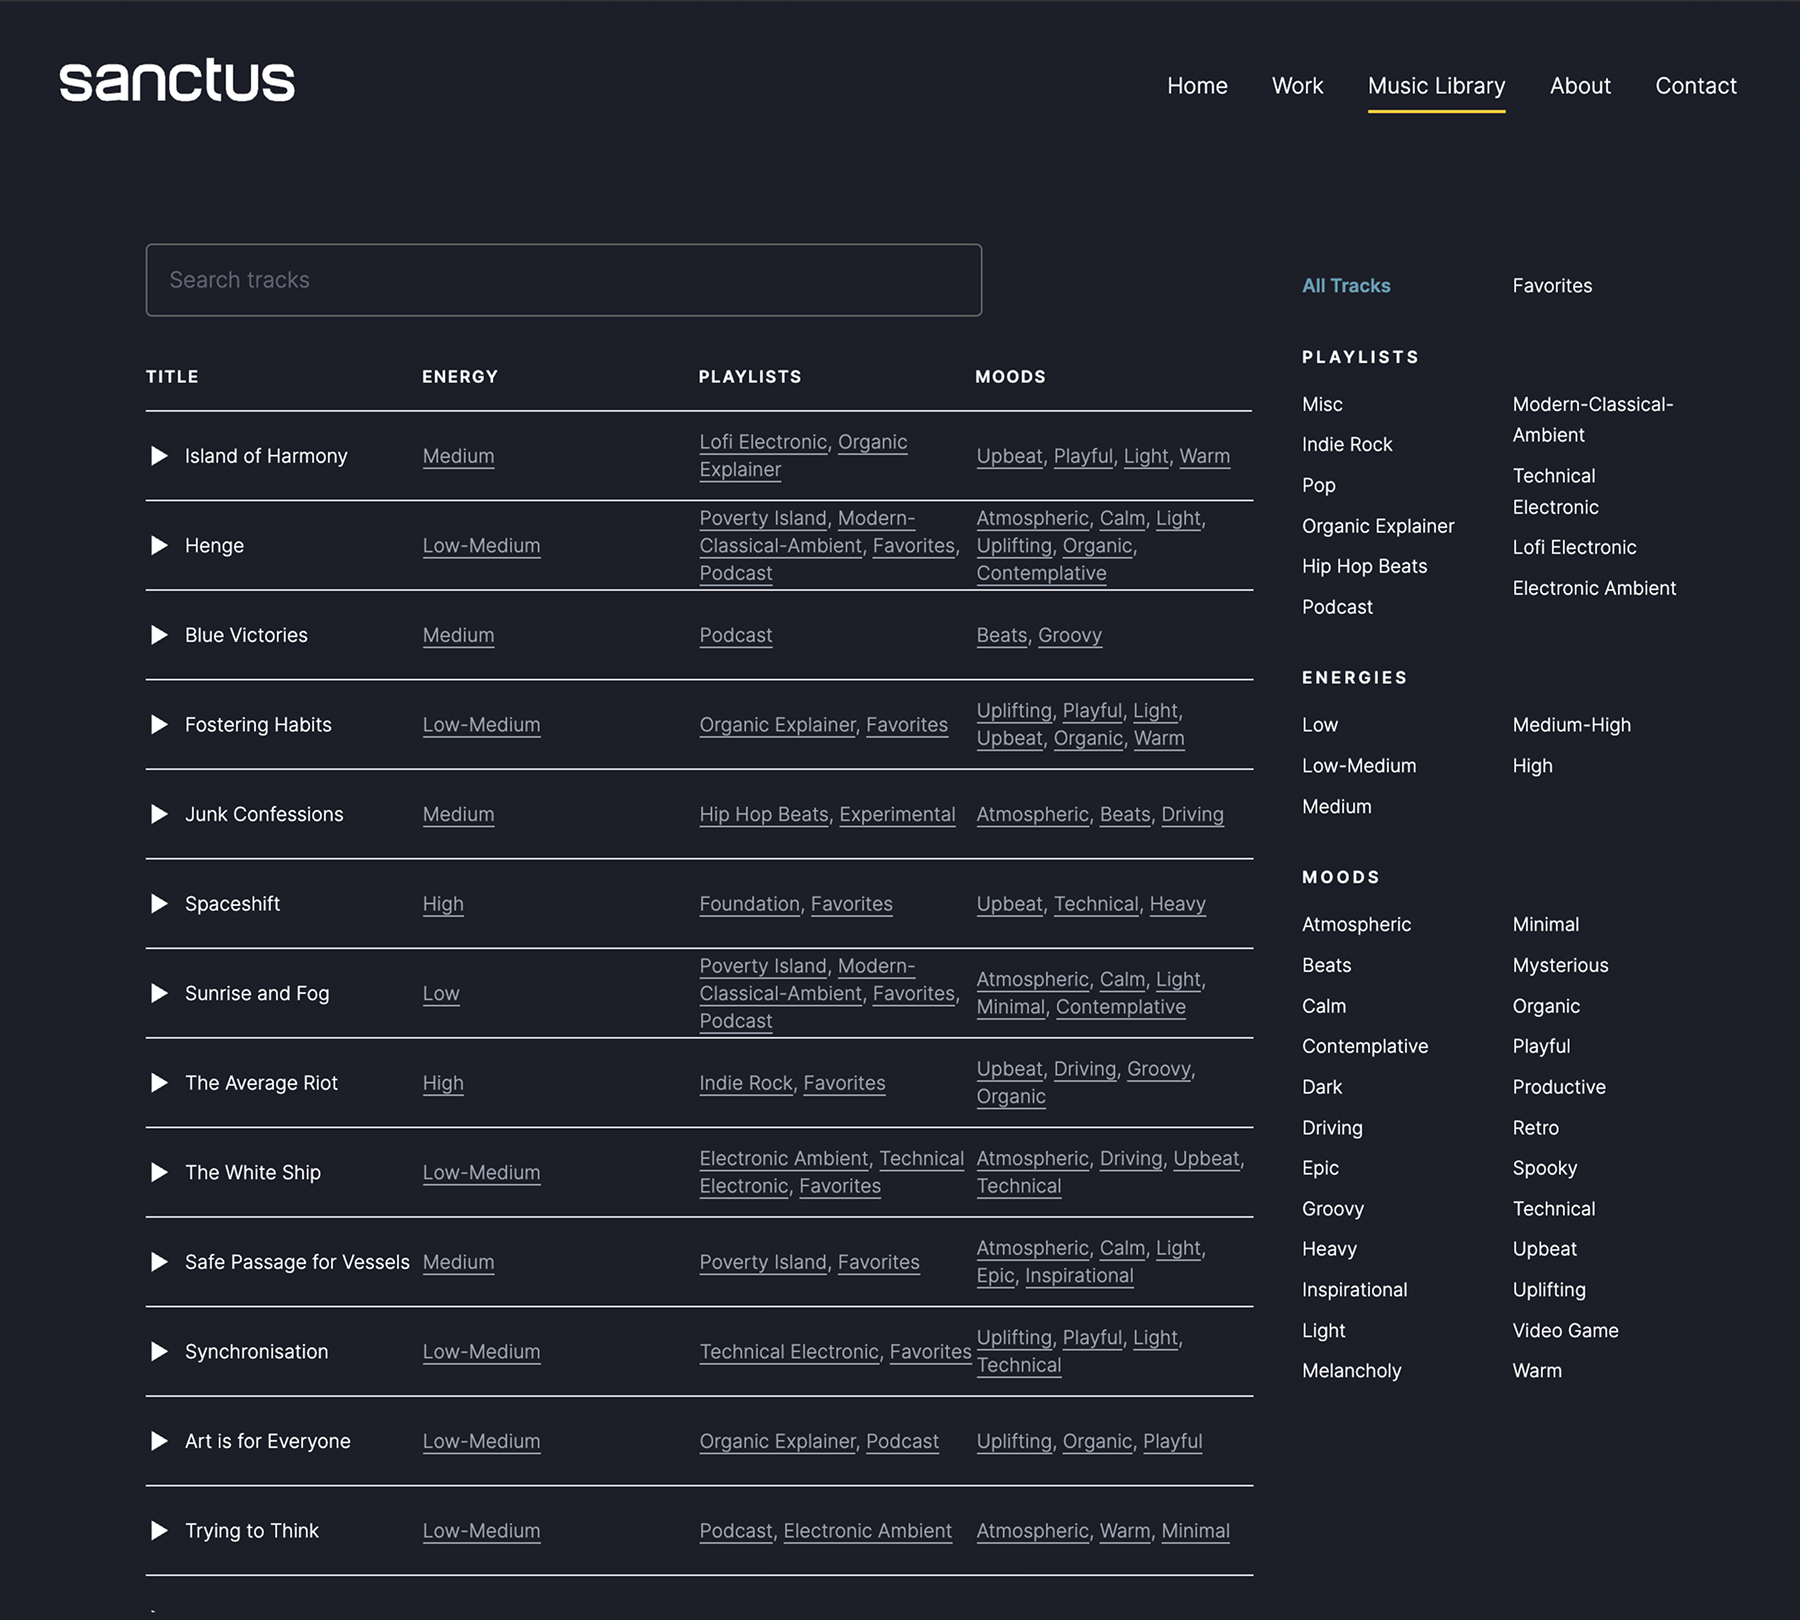 sanctus
Home Work Music Library About Contact
Search tracks
TITLE ENERGY PLAYLISTS MOODS
Island of Harmony Medium Lofi Electronic, Organic Upbeat, Playful, Light, Warm
Explainer
Poverty Island, Modern- Atmospheric, Calm, Light,
Henge Low-Medium Classical-Ambient, Favorites, Uplifting, Organic,
Podcast Contemplative
Blue Victories Medium Podcast Beats, Groovy
Fostering Habits Low-Medium Organic Explainer, Favorites Uplifting, Playful, Light,
Upbeat, Organic, Warm
Junk Confessions Medium Hip Hop Beats, Experimental Atmospheric, Beats, Driving
Spaceshift High Foundation, Favorites Upbeat, Technical, Heavy
Poverty Island, Modern- Atmospheric, Calm, Light,
Sunrise and Fog Low Classical-Ambient, Favorites, Minimal, Contemplative
Podcast
The Average Riot High Indie Rock, Favorites Upbeat, Driving, Groovy,
Organic
The White Ship Low-Medium Electronic Ambient, Technical Atmospheric, Driving, Upbeat,
Electronic, Favorites Technical
Safe Passage for Vessels Medium Poverty Island, Favorites Atmospheric, Calm, Light,
Epic, Inspirational
Synchronisation Low-Medium Technical Electronic, Favorites Uplifting, Playful, Light,
Technical
Art is for Everyone Low-Medium Organic Explainer, Podcast Uplifting, Organic, Playful
Trying to Think Low-Medium Podcast, Electronic Ambient Atmospheric, Warm, Minimal
All Tracks Favorites
PLAYLISTS
Misc
Indie Rock
Pop
Organic Explainer
Hip Hop Beats
Podcast
Modern-Classical-
Ambient
Technical
Electronic
Lofi Electronic
Electronic Ambient
ENERGIES
Low
Low-Medium
Medium
Medium-High
High
MOODS
Atmospheric
Beats
Calm
Contemplative
Dark
Driving
Epic
Groovy
Heavy
Inspirational
Light
Melancholy
Minimal
Mysterious
Organic
Playful
Productive
Retro
Spooky
Technical
Upbeat
Uplifting
Video Game
Warm